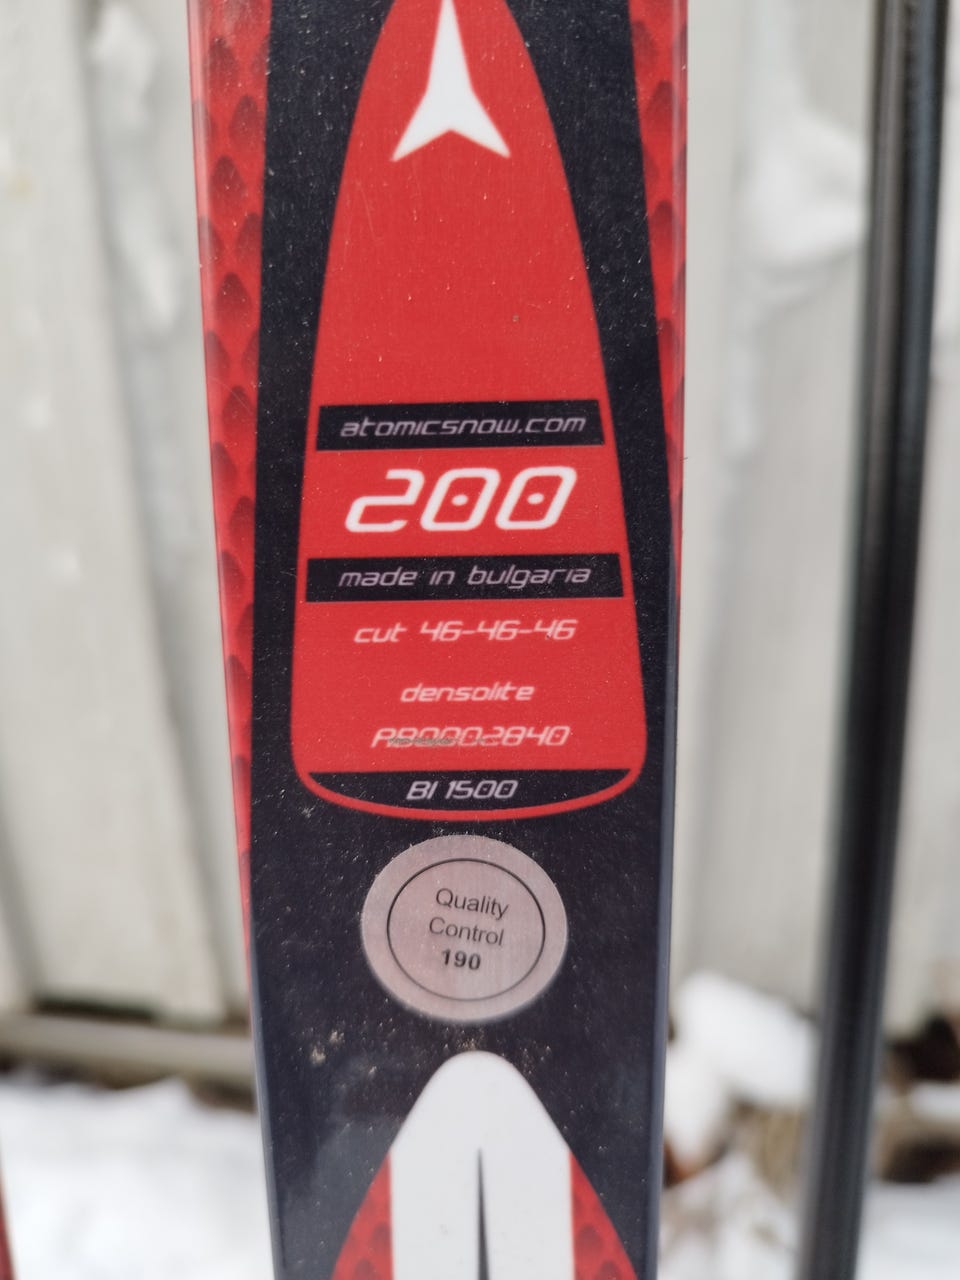 atomicsnow.com
200
made in bulgaria
cut 46-46-46
densolite
BI 1500
Quality
Control
190